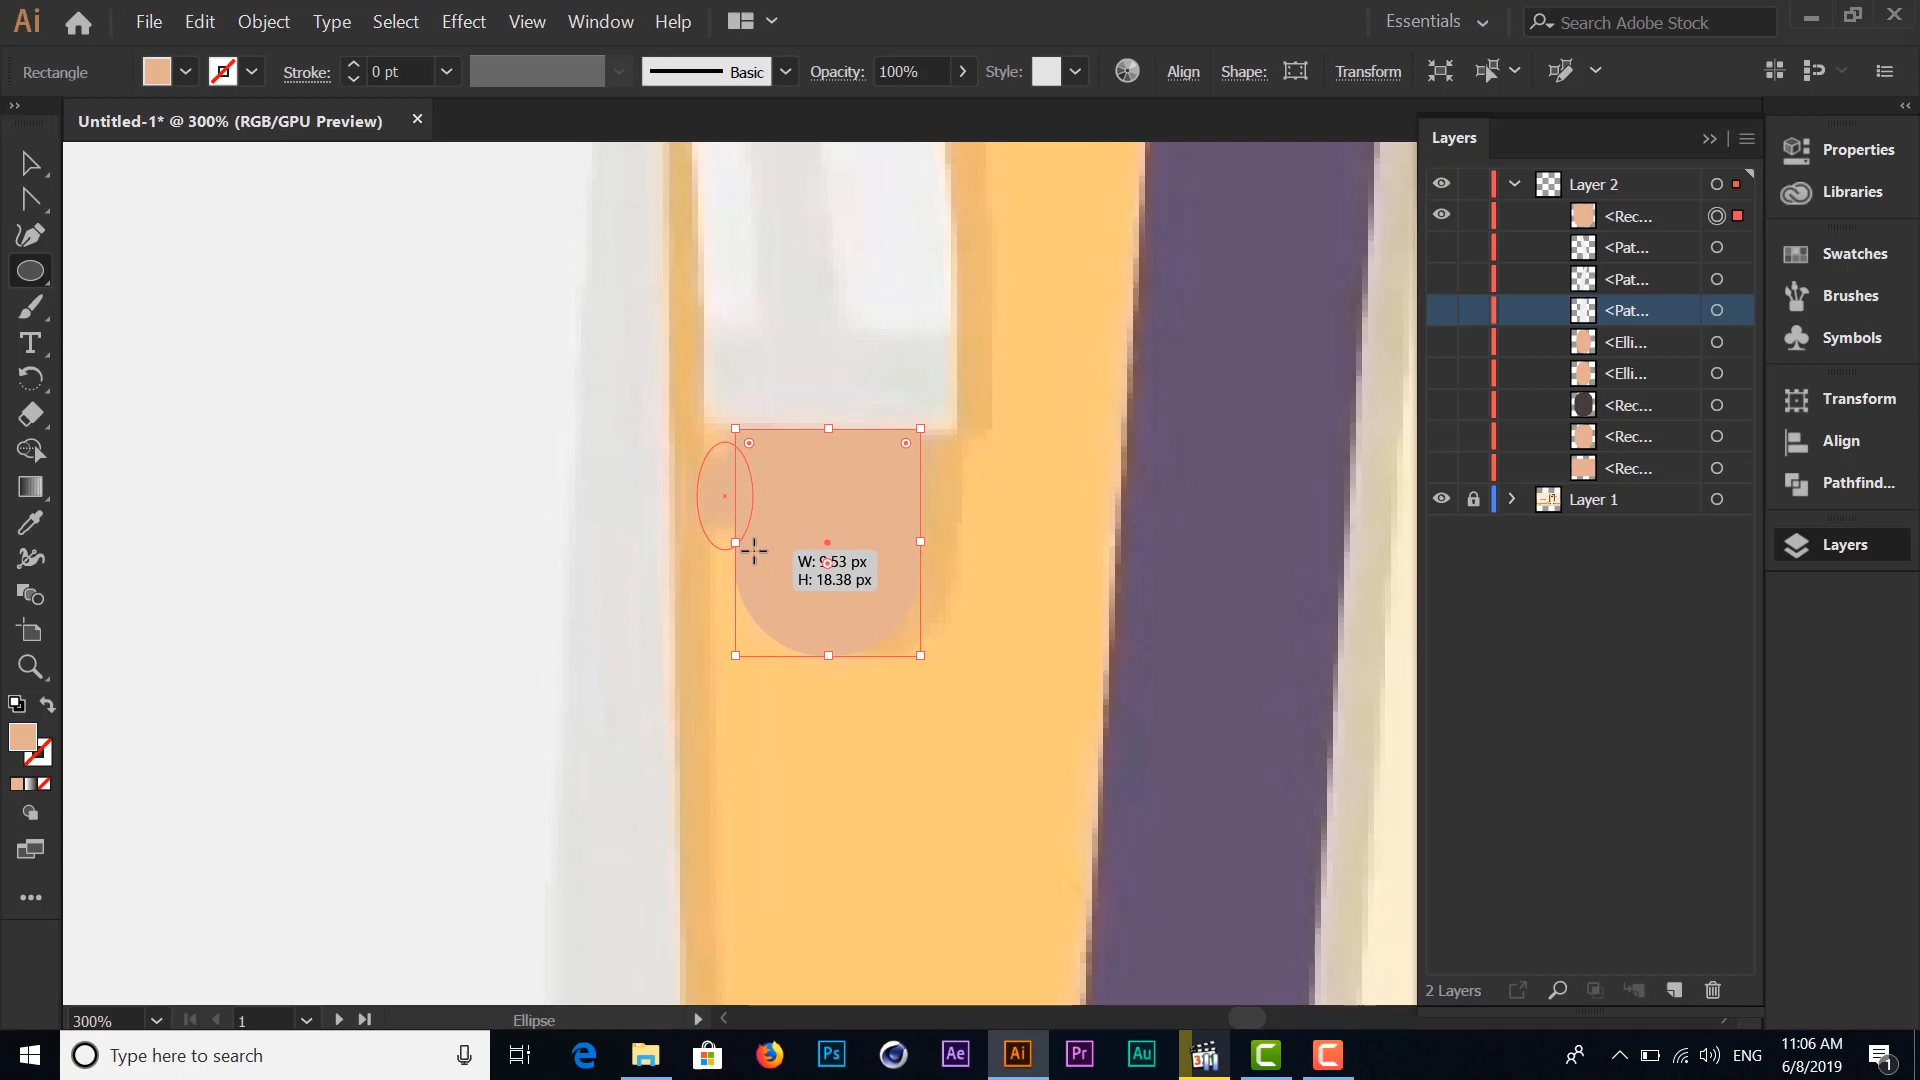 Ai File Edit Object Type Select Effect View Window Help Essentials Search Adobe Stock
Rectangle Stroke: 0 pt Basic Opacity: 100% Style: Align Shape: Transform
Untitled-1* @ 300% (RGB/GPU Preview)
Layers
Layer 2
<Rec...
<Pat...
<Pat...
<Pat...
<Elli...
<Elli...
<Rec...
<Rec...
<Rec...
Layer 1
Properties
Libraries
Swatches
Brushes
Symbols
Transform
Align
Pathfind...
Layers
W: 9.53 px
H: 18.38 px
2 Layers
300% 1 Ellipse
Type here to search
Ps
Ae
Ai
Pr
Au
ENG
11:06 AM
6/8/2019
1